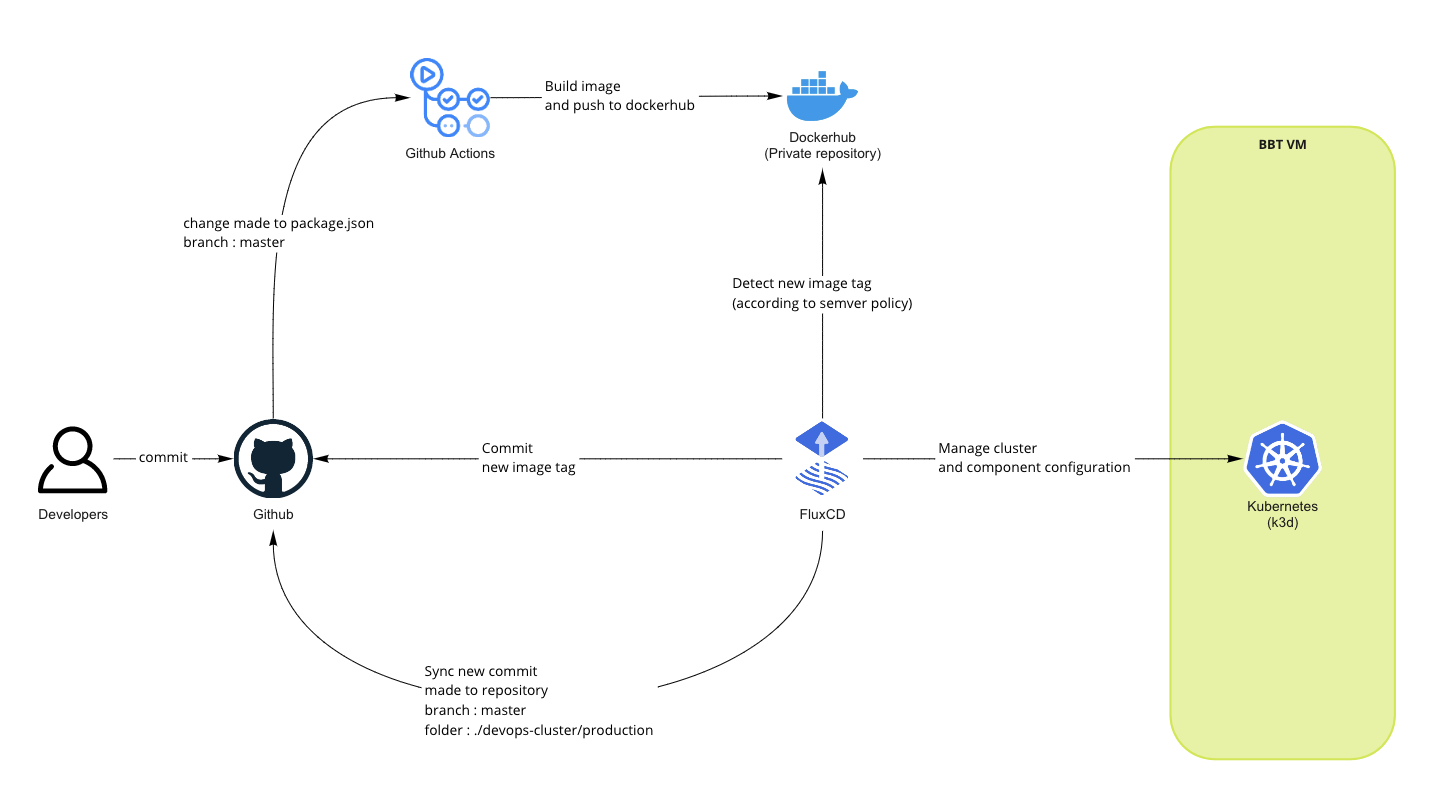 Build image
and push to dockerhub
Github Actions
Dockerhub
(Private repository)
BBT VM
change made to package.json
branch : master
Detect new image tag
(according to semver policy)
commit
Developers
Github
Commit
new image tag
FluxCD
Manage cluster
and component configuration
Kubernetes
(k3d)
Sync new commit
made to repository
branch : master
folder : ./devops-cluster/production